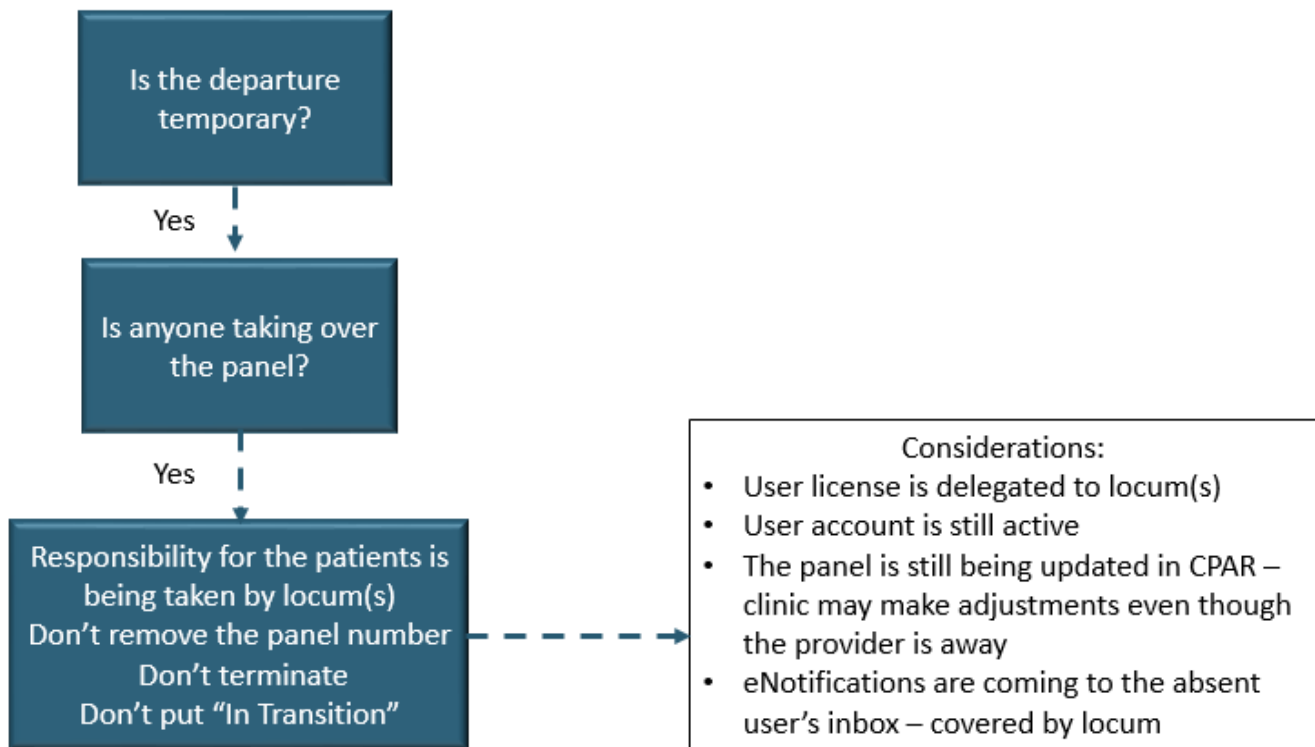 Is the departure
temporary?
Yes
Is anyone taking over
the panel?
Yes
Responsibility for the patients is
being taken by locum(s)
Don’t remove the panel number
Don’t terminate
Don’t put “In Transition”
Considerations:
• User license is delegated to locum(s)
• User account is still active
• The panel is still being updated in CPAR –
clinic may make adjustments even though
the provider is away
• eNotifications are coming to the absent
user’s inbox – covered by locum